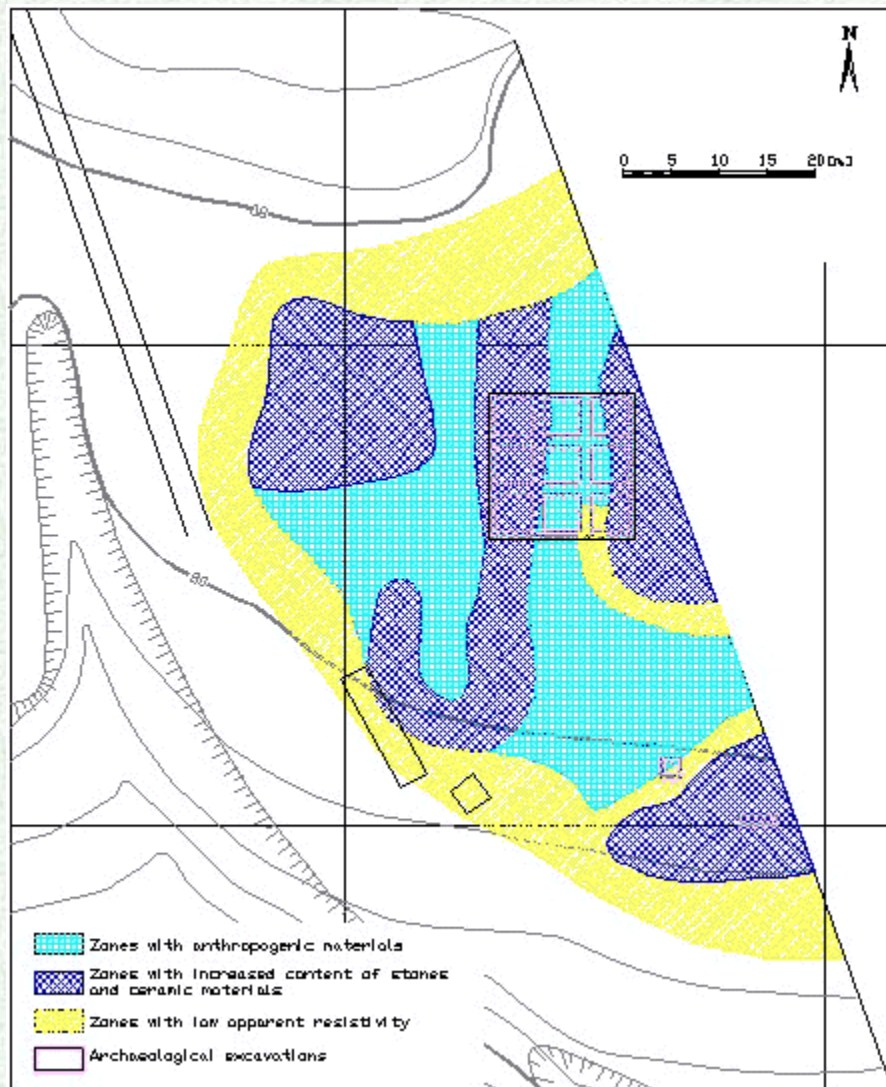 N
0 5 10 15 20[m]
80
Zones with anthropogenic materials
Zones with increased content of stones
and ceramic materials
Zones with low apparent resistivity
Archaeological excavations